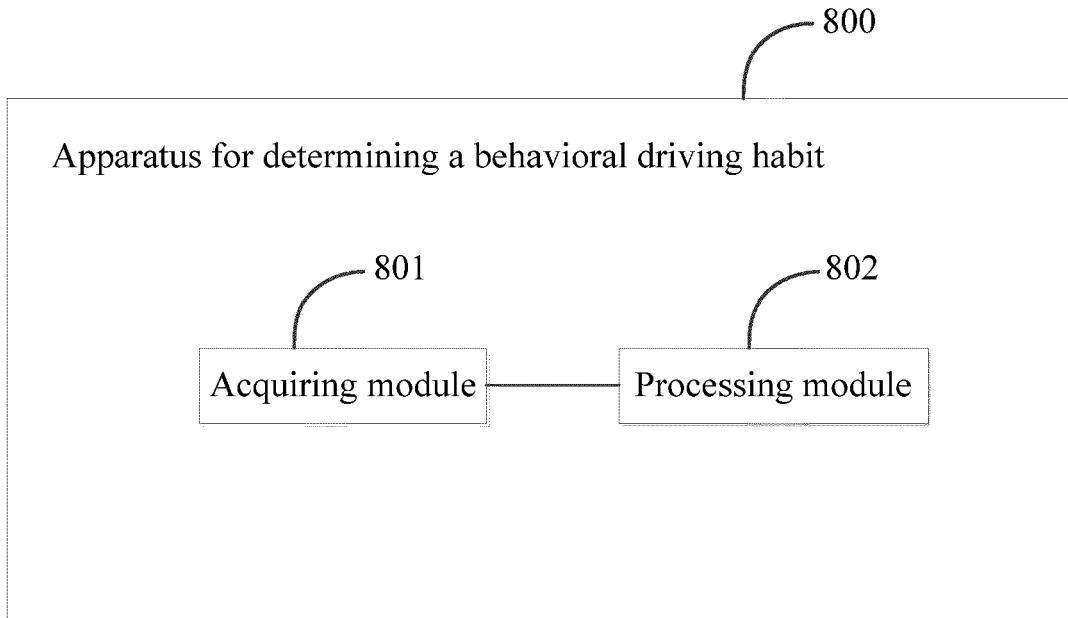 800
Apparatus for determining a behavioral driving habit
801
802
Acquiring module
Processing module